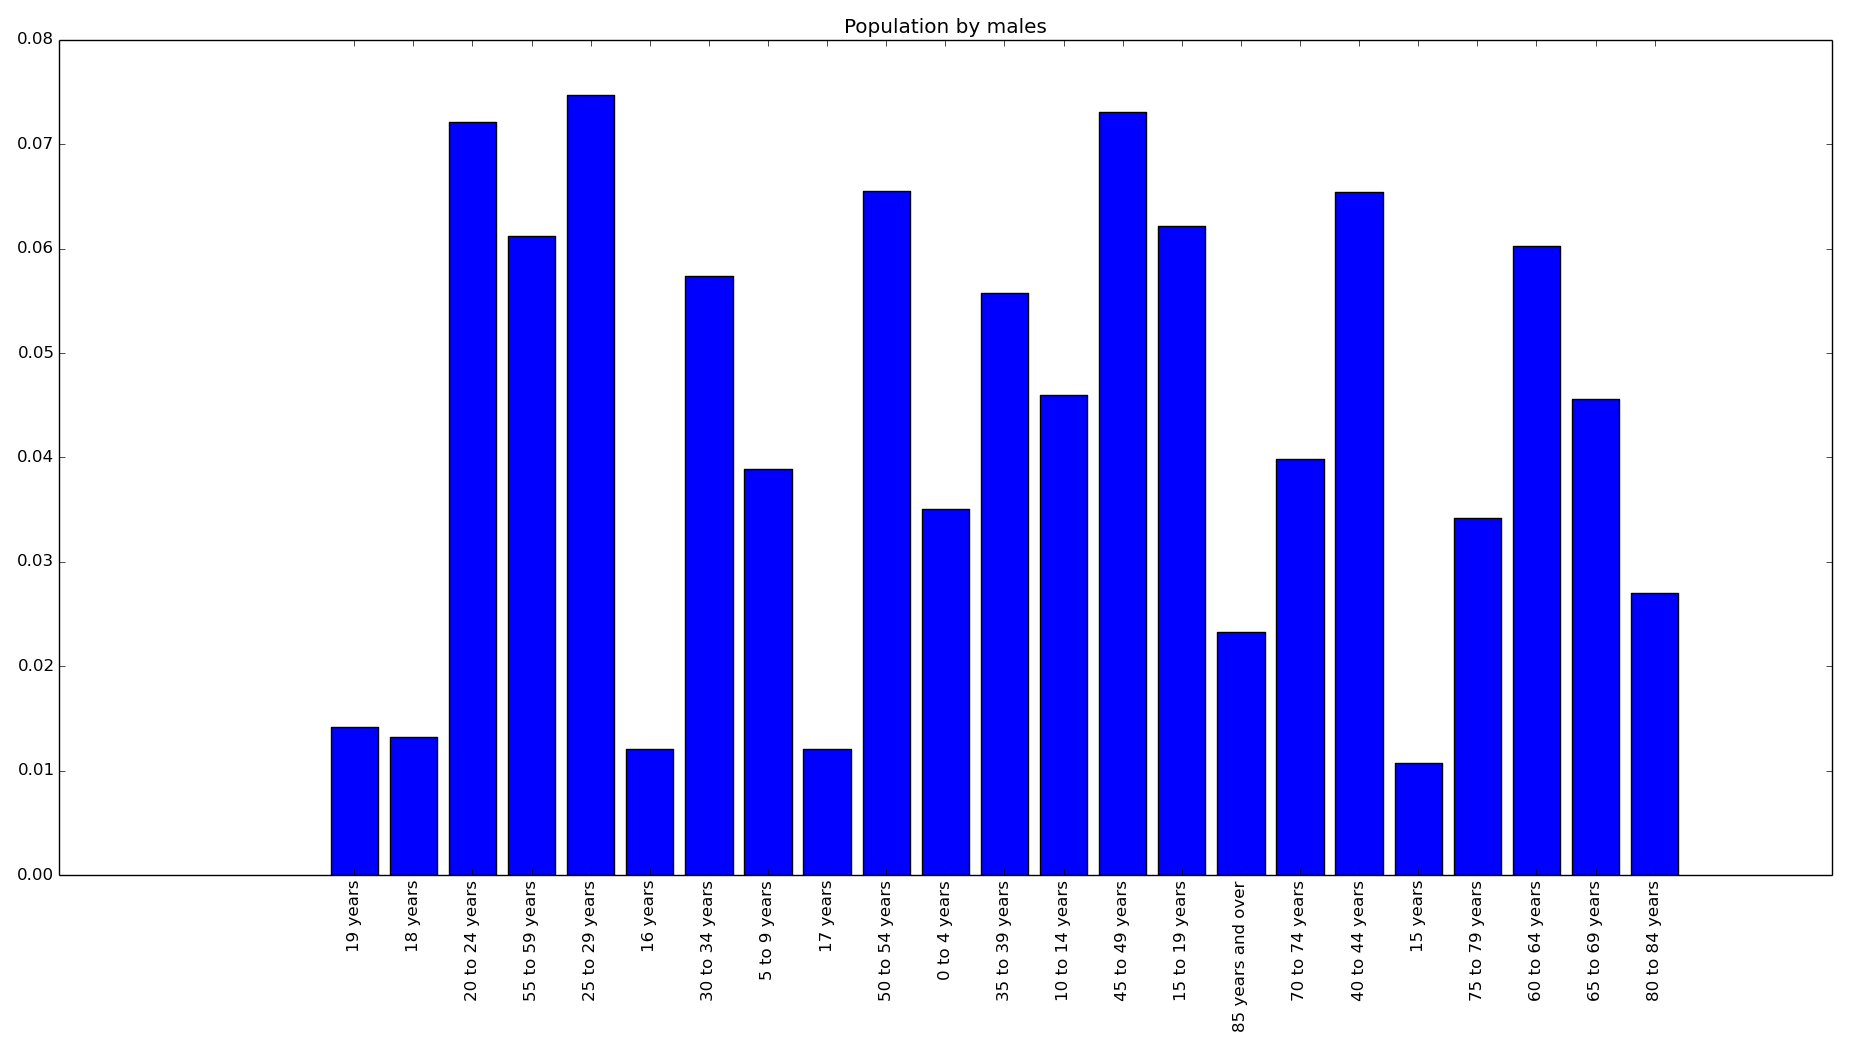 Population by males
0.08
0.07
0.06
0.05
0.04
0.03
0.02
0.01
0.00
19 years
18 years
20 to 24 years
55 to 59 years
25 to 29 years
16 years
30 to 34 years
5 to 9 years
17 years
50 to 54 years
0 to 4 years
35 to 39 years
10 to 14 years
45 to 49 years
15 to 19 years
85 years and over
70 to 74 years
40 to 44 years
15 years
75 to 79 years
60 to 64 years
65 to 69 years
80 to 84 years